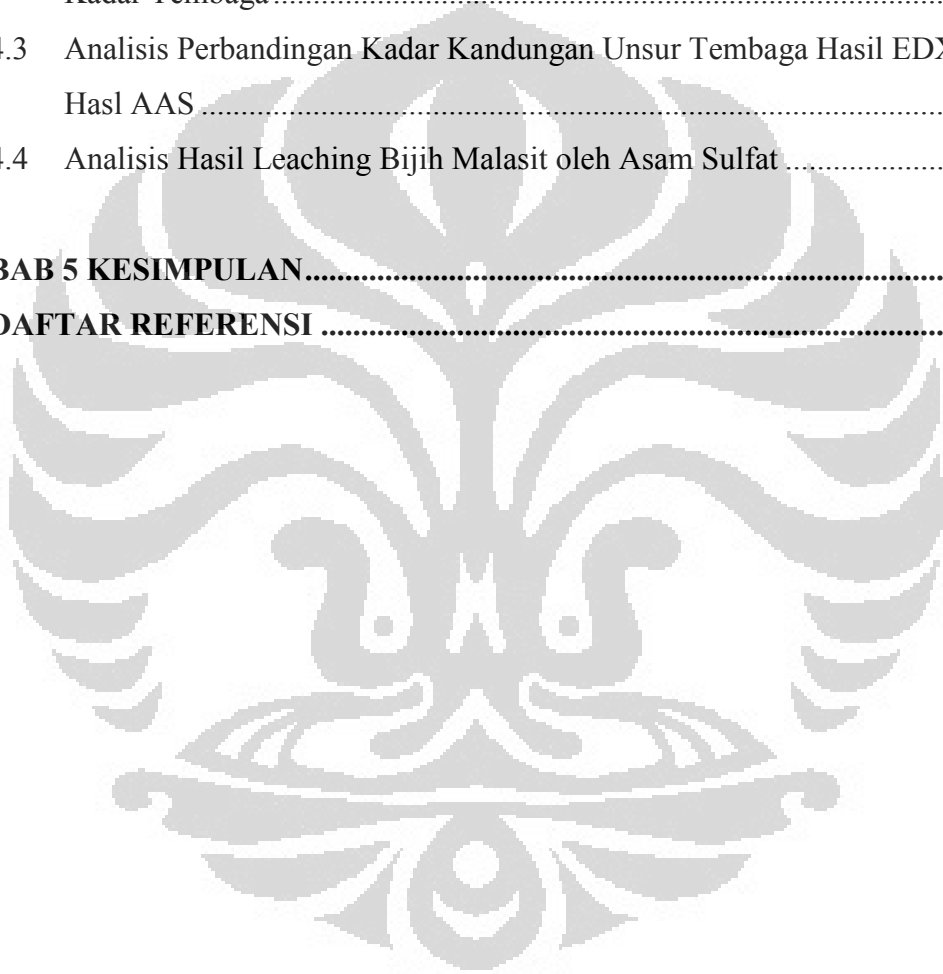 Kadar Tembaga................................................................................
4.3 Analisis Perbandingan Kadar Kandungan Unsur Tembaga Hasil EDX
Hasl AAS................................................................................
4.4 Analisis Hasil Leaching Bijih Malasit oleh Asam Sulfat....................
BAB 5 KESIMPULAN................................................................................
DAFTAR REFERENSI................................................................................